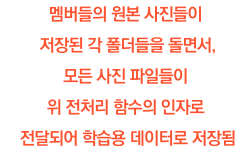 멤버들의 원본 사진들이
저장된 각 폴더들을 돌면서,
모든 사진 파일들이
위 전처리 함수의 인자로
전달되어 학습용 데이터로 저장됨